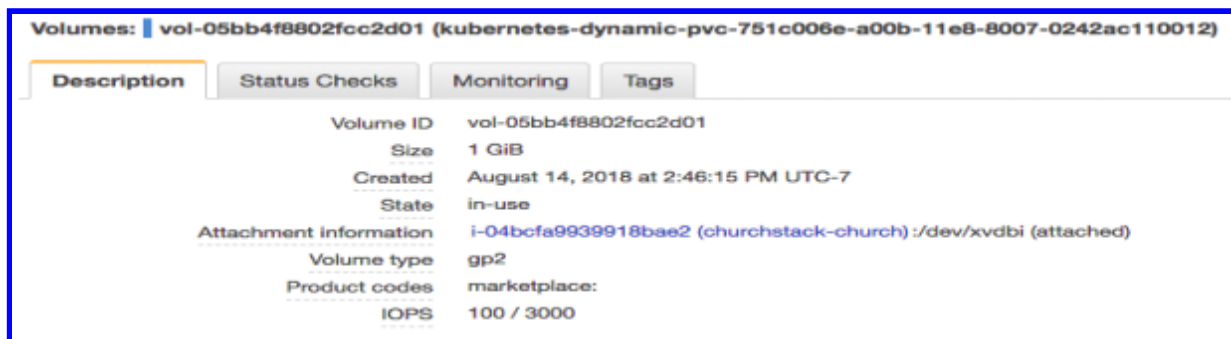 Volumes: vol-05bb4f8802fcc2d01 (kubernetes-dynamic-pvc-751c006e-a00b-11e8-8007-0242ac110012)
Description Status Checks Monitoring Tags
Volume ID vol-05bb4f8802fcc2d01
Size 1 GiB
Created August 14, 2018 at 2:46:15 PM UTC-7
State in-use
Attachment information i-04bcfa9939918bae2 (churchstack-church):/dev/xvdbi (attached)
Volume type gp2
Product codes marketplace:
IOPS 100 / 3000